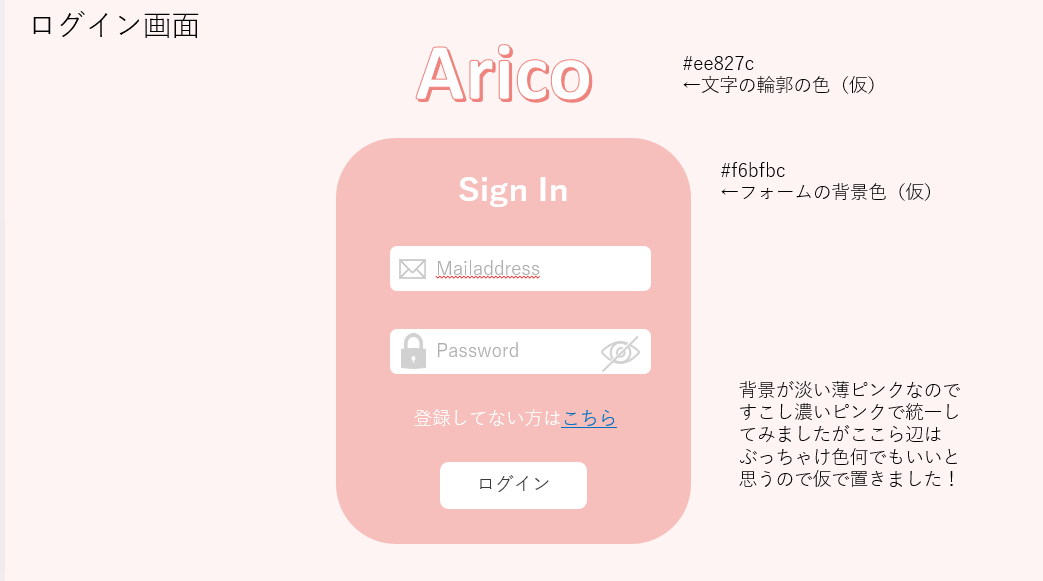 ログイン画面
Arico
#ee827c
←文字の輪郭の色（仮）
#f6bfbc
←フォームの背景色（仮）
Sign In
Mailaddress
Password
登録してない方はこちら
ログイン
背景が淡い薄ピンクなので
すこし濃いピンクで統一し
てみましたがここら辺は
ぶっちゃけ色何でもいいと
思うので仮で置きました！